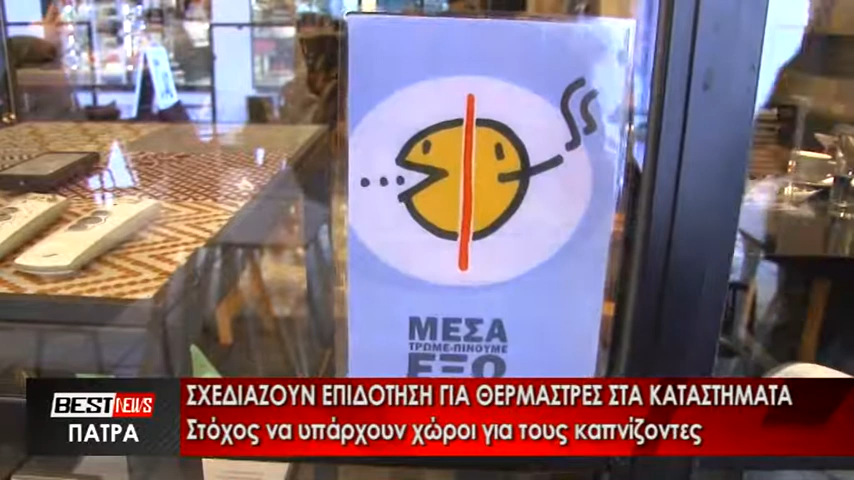 ΜΕΣΑ
ΤΡΩΜΕ-ΠΙΝΟΥΜΕ
ΕΞΩ
BEST NEWS
ΠΑΤΡΑ
ΣΧΕΔΙΑΖΟΥΝ ΕΠΙΔΟΤΗΣΗ ΓΙΑ ΘΕΡΜΑΣΤΡΕΣ ΣΤΑ ΚΑΤΑΣΤΗΜΑΤΑ
Στόχος να υπάρχουν χώροι για τους καπνίζοντες